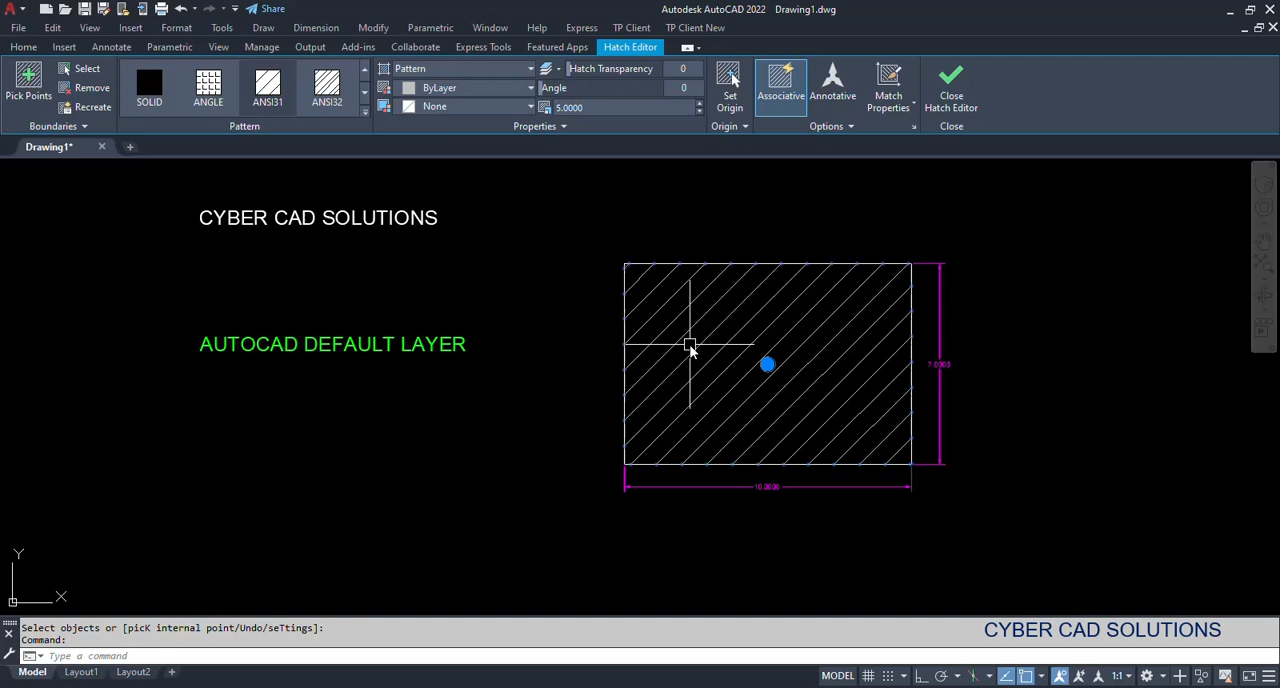 Share
Autodesk AutoCAD 2022 Drawing1.dwg
File Edit View Insert Format Tools Draw Dimension Modify Parametric Window Help Express TP Client TP Client New
Home Insert Annotate Parametric View Manage Output Add-ins Collaborate Express Tools Featured Apps Hatch Editor
Pick Points
Select
Remove
Recreate
Boundaries
SOLID
ANGLE
ANSI31
ANSI32
Pattern
Pattern
Hatch Transparency 0
ByLayer
Angle 0
None
5.0000
Properties
Set
Origin
Origin
Associative
Annotative
Match
Properties
Options
Close
Hatch Editor
Close
Drawing1*
CYBER CAD SOLUTIONS
AUTOCAD DEFAULT LAYER
7.0000
10.0000
Y
X
Select objects or [picK internal point/Undo/seTtings]:
Command:
CYBER CAD SOLUTIONS
Type a command
Model Layout1 Layout2
MODEL
1:1